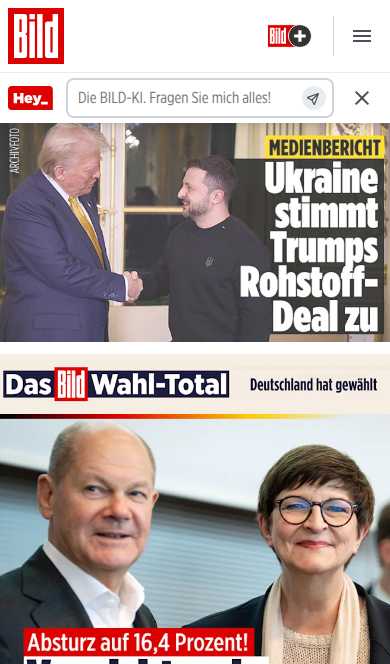 Bild
Bild +
Hey_
Die BILD-KI. Fragen Sie mich alles!
ARCHIVFOTO
MEDIENBERICHT
Ukraine
stimmt
Trumps
Rohstoff-
Deal zu
Das Bild Wahl-Total
Deutschland hat gewählt
Absturz auf 16,4 Prozent!